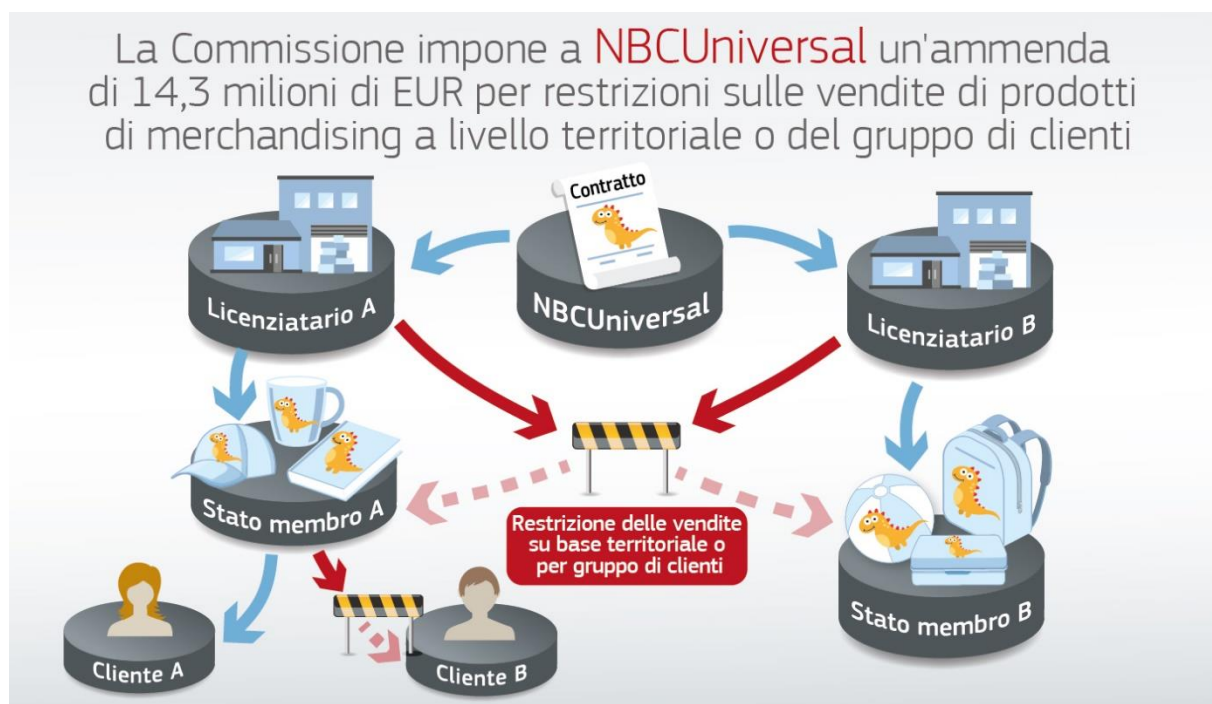 La Commissione impone a NBCUniversal un'ammenda
di 14,3 milioni di EUR per restrizioni sulle vendite di prodotti
di merchandising a livello territoriale o del gruppo di clienti
Contratto
Licenziatario A
NBCUniversal
Licenziatario B
Stato membro A
Restrizione delle vendite
su base territoriale o
per gruppo di clienti
Stato membro B
Cliente A
Cliente B